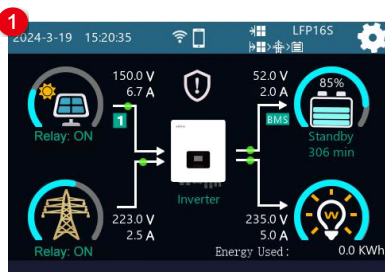 1
2024-3-19 15:20:35
LFP16S
150.0 V
6.7 A
1
Relay: ON
52.0 V
2.0 A
BMS
85%
Standby
306 min
Inverter
223.0 V
2.5 A
Relay: ON
235.0 V
5.0 A
W
Energy Used: 0.0 KWh